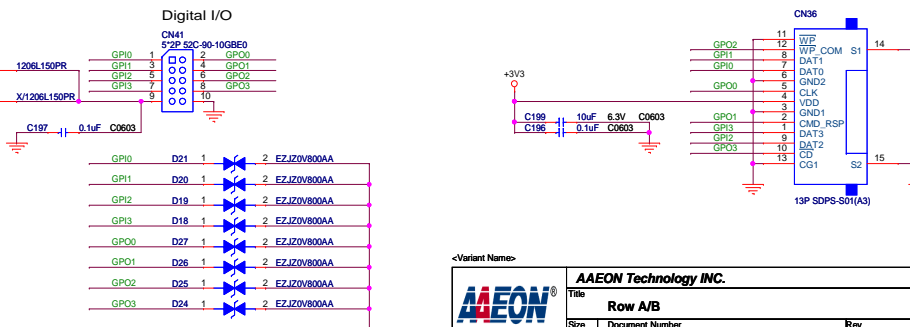 Digital I/O
CN41
5*2P 52C-90-10GBE0
GPI0 1 2 GPO0
GPI1 3 4 GPO1
GPI2 5 6 GPO2
GPI3 7 8 GPO3
9 10
1206L150PR
X/1206L150PR
C197 0.1uF C0603
GPI0 D21 1 2 EZJZ0V800AA
GPI1 D20 1 2 EZJZ0V800AA
GPI2 D19 1 2 EZJZ0V800AA
GPI3 D18 1 2 EZJZ0V800AA
GPO0 D27 1 2 EZJZ0V800AA
GPO1 D26 1 2 EZJZ0V800AA
GPO2 D25 1 2 EZJZ0V800AA
GPO3 D24 1 2 EZJZ0V800AA
CN36
11 WP
GPO2 12 WP_COM S1 14
GPI1 8 DAT1
GPI0 7 DAT0
6 GND2
GPO0 5 CLK
+3V3
4 VDD
3 GND1
GPO1 2 CMD_RSP
GPI3 1 DAT3
GPI2 9 DAT2
GPO3 10 CD
13 CG1 S2 15
C199 10uF 6.3V C0603
C196 0.1uF C0603
13P SDPS-S01(A3)
<Variant Name>
AAEON®
AAEON Technology INC.
Title
Row A/B
Size Document Number Rev